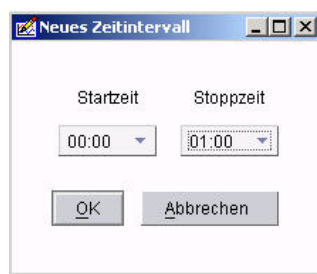 Neues Zeitintervall
Startzeit Stoppzeit
00:00 01:00
OK Abbrechen